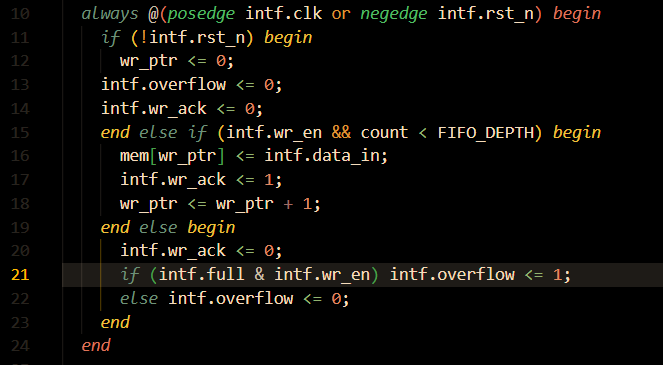 10 always @(posedge intf.clk or negedge intf.rst_n) begin
11 if (!intf.rst_n) begin
12 wr_ptr <= 0;
13 intf.overflow <= 0;
14 intf.wr_ack <= 0;
15 end else if (intf.wr_en && count < FIFO_DEPTH) begin
16 mem[wr_ptr] <= intf.data_in;
17 intf.wr_ack <= 1;
18 wr_ptr <= wr_ptr + 1;
19 end else begin
20 intf.wr_ack <= 0;
21 if (intf.full & intf.wr_en) intf.overflow <= 1;
22 else intf.overflow <= 0;
23 end
24 end